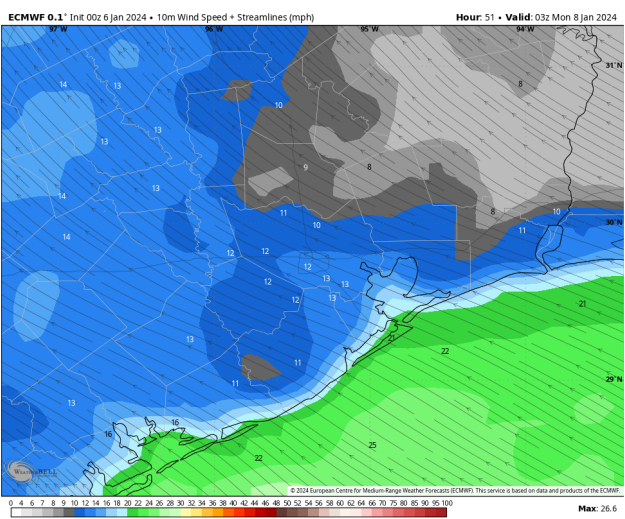 ECMWF 0.1° Init 00z 6 Jan 2024 • 10m Wind Speed + Streamlines (mph) Hour: 51 • Valid: 03z Mon 8 Jan 2024
97°W 96°W 95°W 94°W
31°N
14 13 8
10
13 13
9 8
14 13
8 10
11 10 30°N
14 11
12 12
12 13
12 13
12 13
21
13 21
22
11 29°N
11
13
16
16
25
22
WeatherBELL
© 2024 European Centre for Medium-Range Weather Forecasts (ECMWF). This service is based on data and products of the ECMWF.
0 4 6 7 8 9 10 12 14 16 18 20 22 24 26 28 30 32 34 36 38 40 42 44 46 48 50 52 54 56 58 60 65 70 75 80 85 90 95 100
Max: 26.6